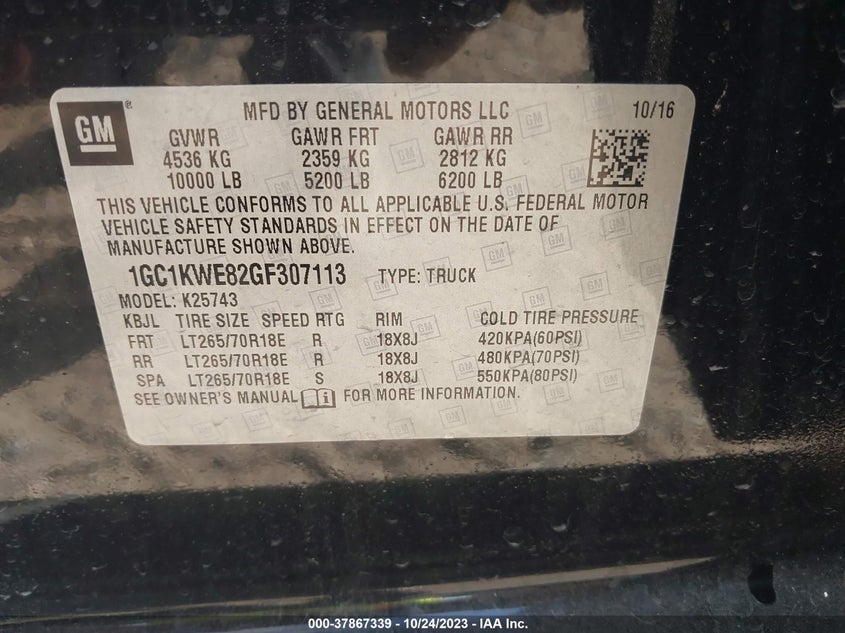 GM ®
MFD BY GENERAL MOTORS LLC 10/16
GVWR GAWR FRT GAWR RR
4536 KG 2359 KG 2812 KG
10000 LB 5200 LB 6200 LB
THIS VEHICLE CONFORMS TO ALL APPLICABLE U.S. FEDERAL MOTOR
VEHICLE SAFETY STANDARDS IN EFFECT ON THE DATE OF
MANUFACTURE SHOWN ABOVE.
1GC1KWE82GF307113 TYPE: TRUCK
MODEL: K25743
KBJL TIRE SIZE SPEED RTG RIM COLD TIRE PRESSURE
FRT LT265/70R18E R 18X8J 420KPA(60PSI)
RR LT265/70R18E R 18X8J 480KPA(70PSI)
SPA LT265/70R18E S 18X8J 550KPA(80PSI)
SEE OWNER'S MANUAL FOR MORE INFORMATION.
000-37867339 - 10/24/2023 - IAA Inc.